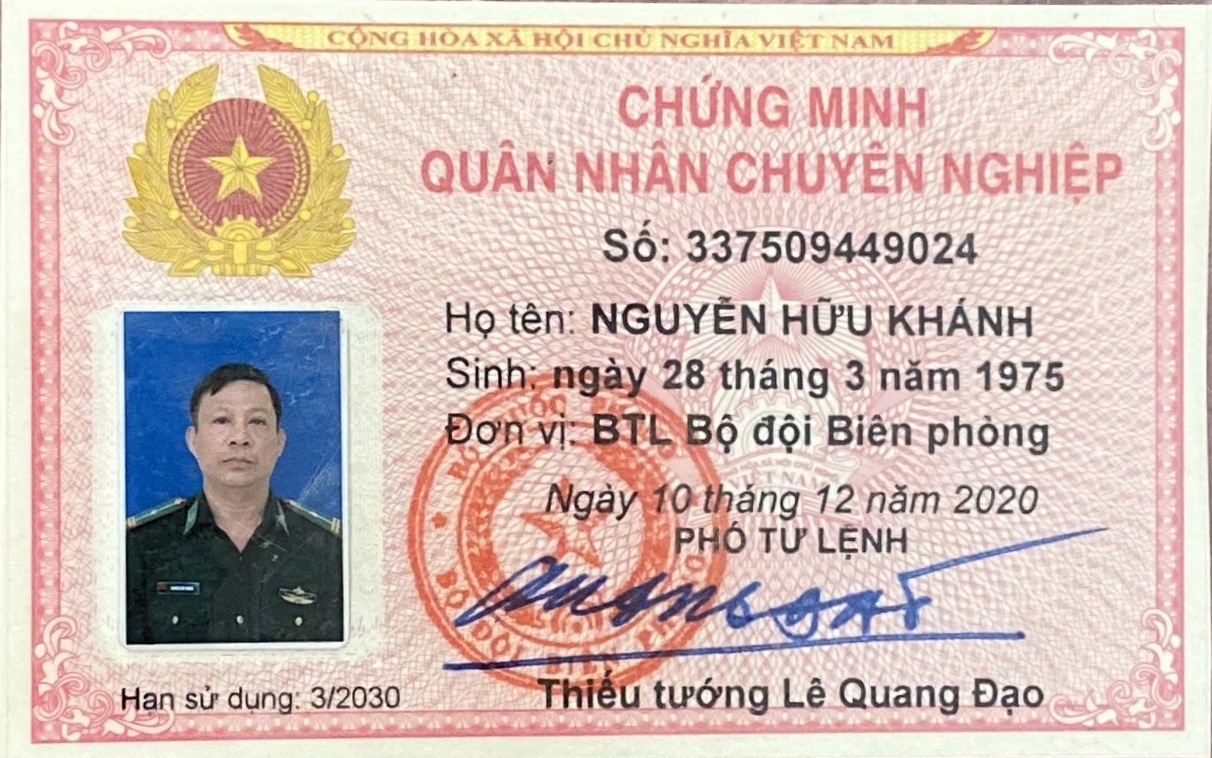 CỘNG HÒA XÃ HỘI CHỦ NGHĨA VIỆT NAM
CHỨNG MINH
QUÂN NHÂN CHUYÊN NGHIỆP
Số: 337509449024
Họ tên: NGUYỄN HỮU KHÁNH
Sinh: ngày 28 tháng 3 năm 1975
Đơn vị: BTL Bộ đội Biên phòng
Ngày 10 tháng 12 năm 2020
PHÓ TƯ LỆNH
Thiếu tướng Lê Quang Đạo
Hạn sử dụng: 3/2030